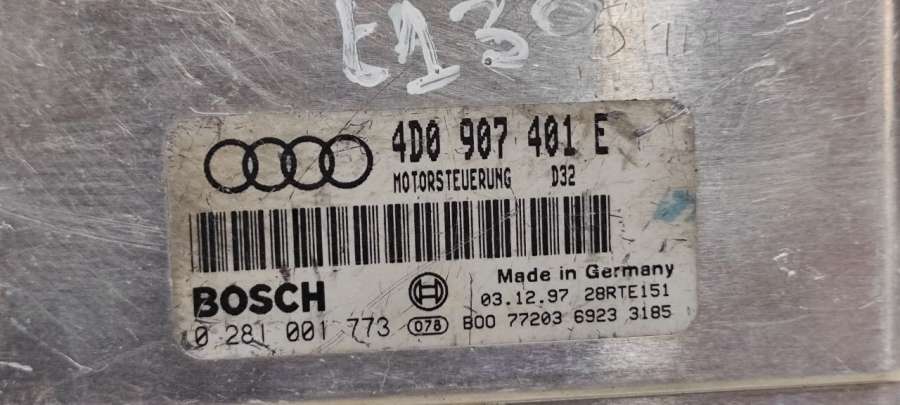 4D0 907 401 E
MOTORSTEUERUNG D32
BOSCH
Made in Germany
03.12.97 28RTE151
0 281 001 773 078 B00 77203 6923 3185